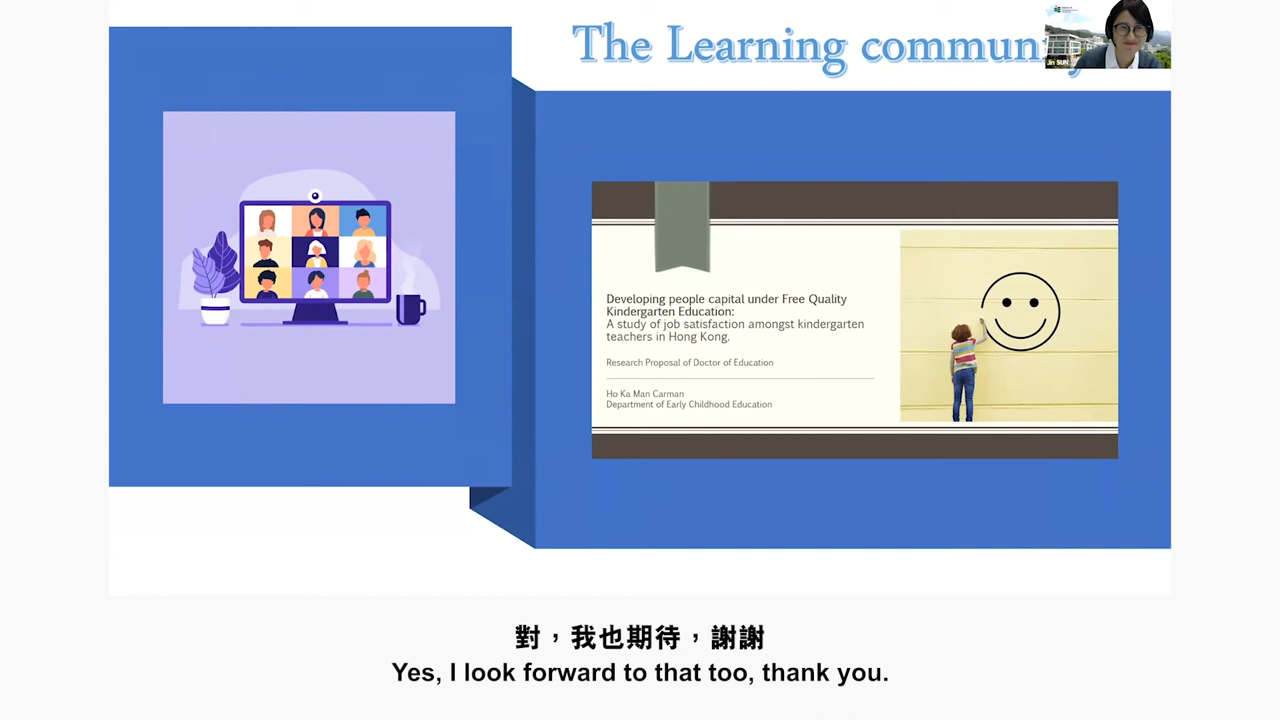 The Learning commun
Jin SUN
Developing people capital under Free Quality
Kindergarten Education:
A study of job satisfaction amongst kindergarten
teachers in Hong Kong.
Research Proposal of Doctor of Education
Ho Ka Man Carman
Department of Early Childhood Education
對，我也期待，謝謝
Yes, I look forward to that too, thank you.